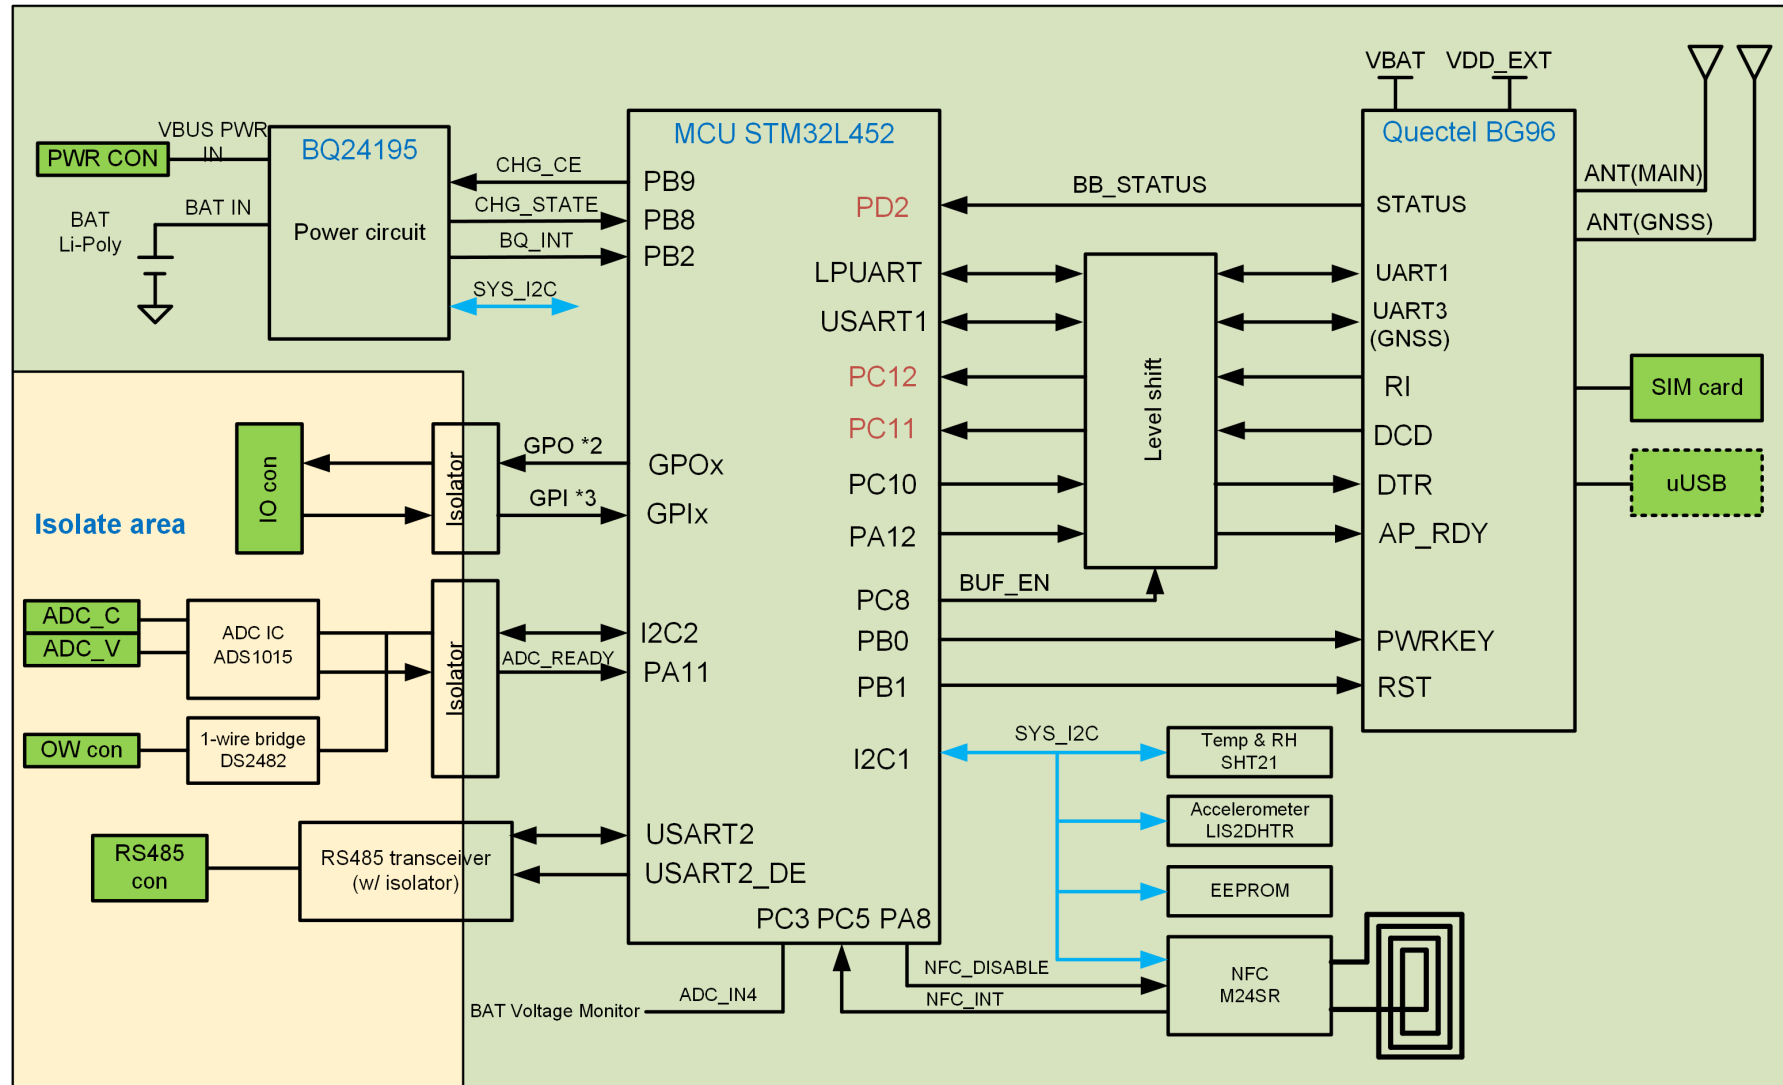 VBUS PWR
IN
PWR CON
BAT IN
BAT
Li-Poly
BQ24195
Power circuit
CHG_CE
CHG_STATE
BQ_INT
SYS_I2C
MCU STM32L452
PB9
PB8
PB2
PD2
LPUART
USART1
PC12
PC11
PC10
PA12
PC8
PB0
PB1
I2C1
GPOx
GPIx
I2C2
PA11
USART2
USART2_DE
PC3 PC5 PA8
BB_STATUS
Level shift
BUF_EN
VBAT
VDD_EXT
Quectel BG96
STATUS
UART1
UART3
(GNSS)
RI
DCD
DTR
AP_RDY
PWRKEY
RST
ANT(MAIN)
ANT(GNSS)
SIM card
uUSB
Isolate area
IO con
Isolator
GPO *2
GPI *3
ADC_C
ADC_V
ADC IC
ADS1015
Isolator
ADC_READY
OW con
1-wire bridge
DS2482
RS485
con
RS485 transceiver
(w/ isolator)
SYS_I2C
Temp & RH
SHT21
Accelerometer
LIS2DHTR
EEPROM
NFC
M24SR
NFC_DISABLE
NFC_INT
ADC_IN4
BAT Voltage Monitor